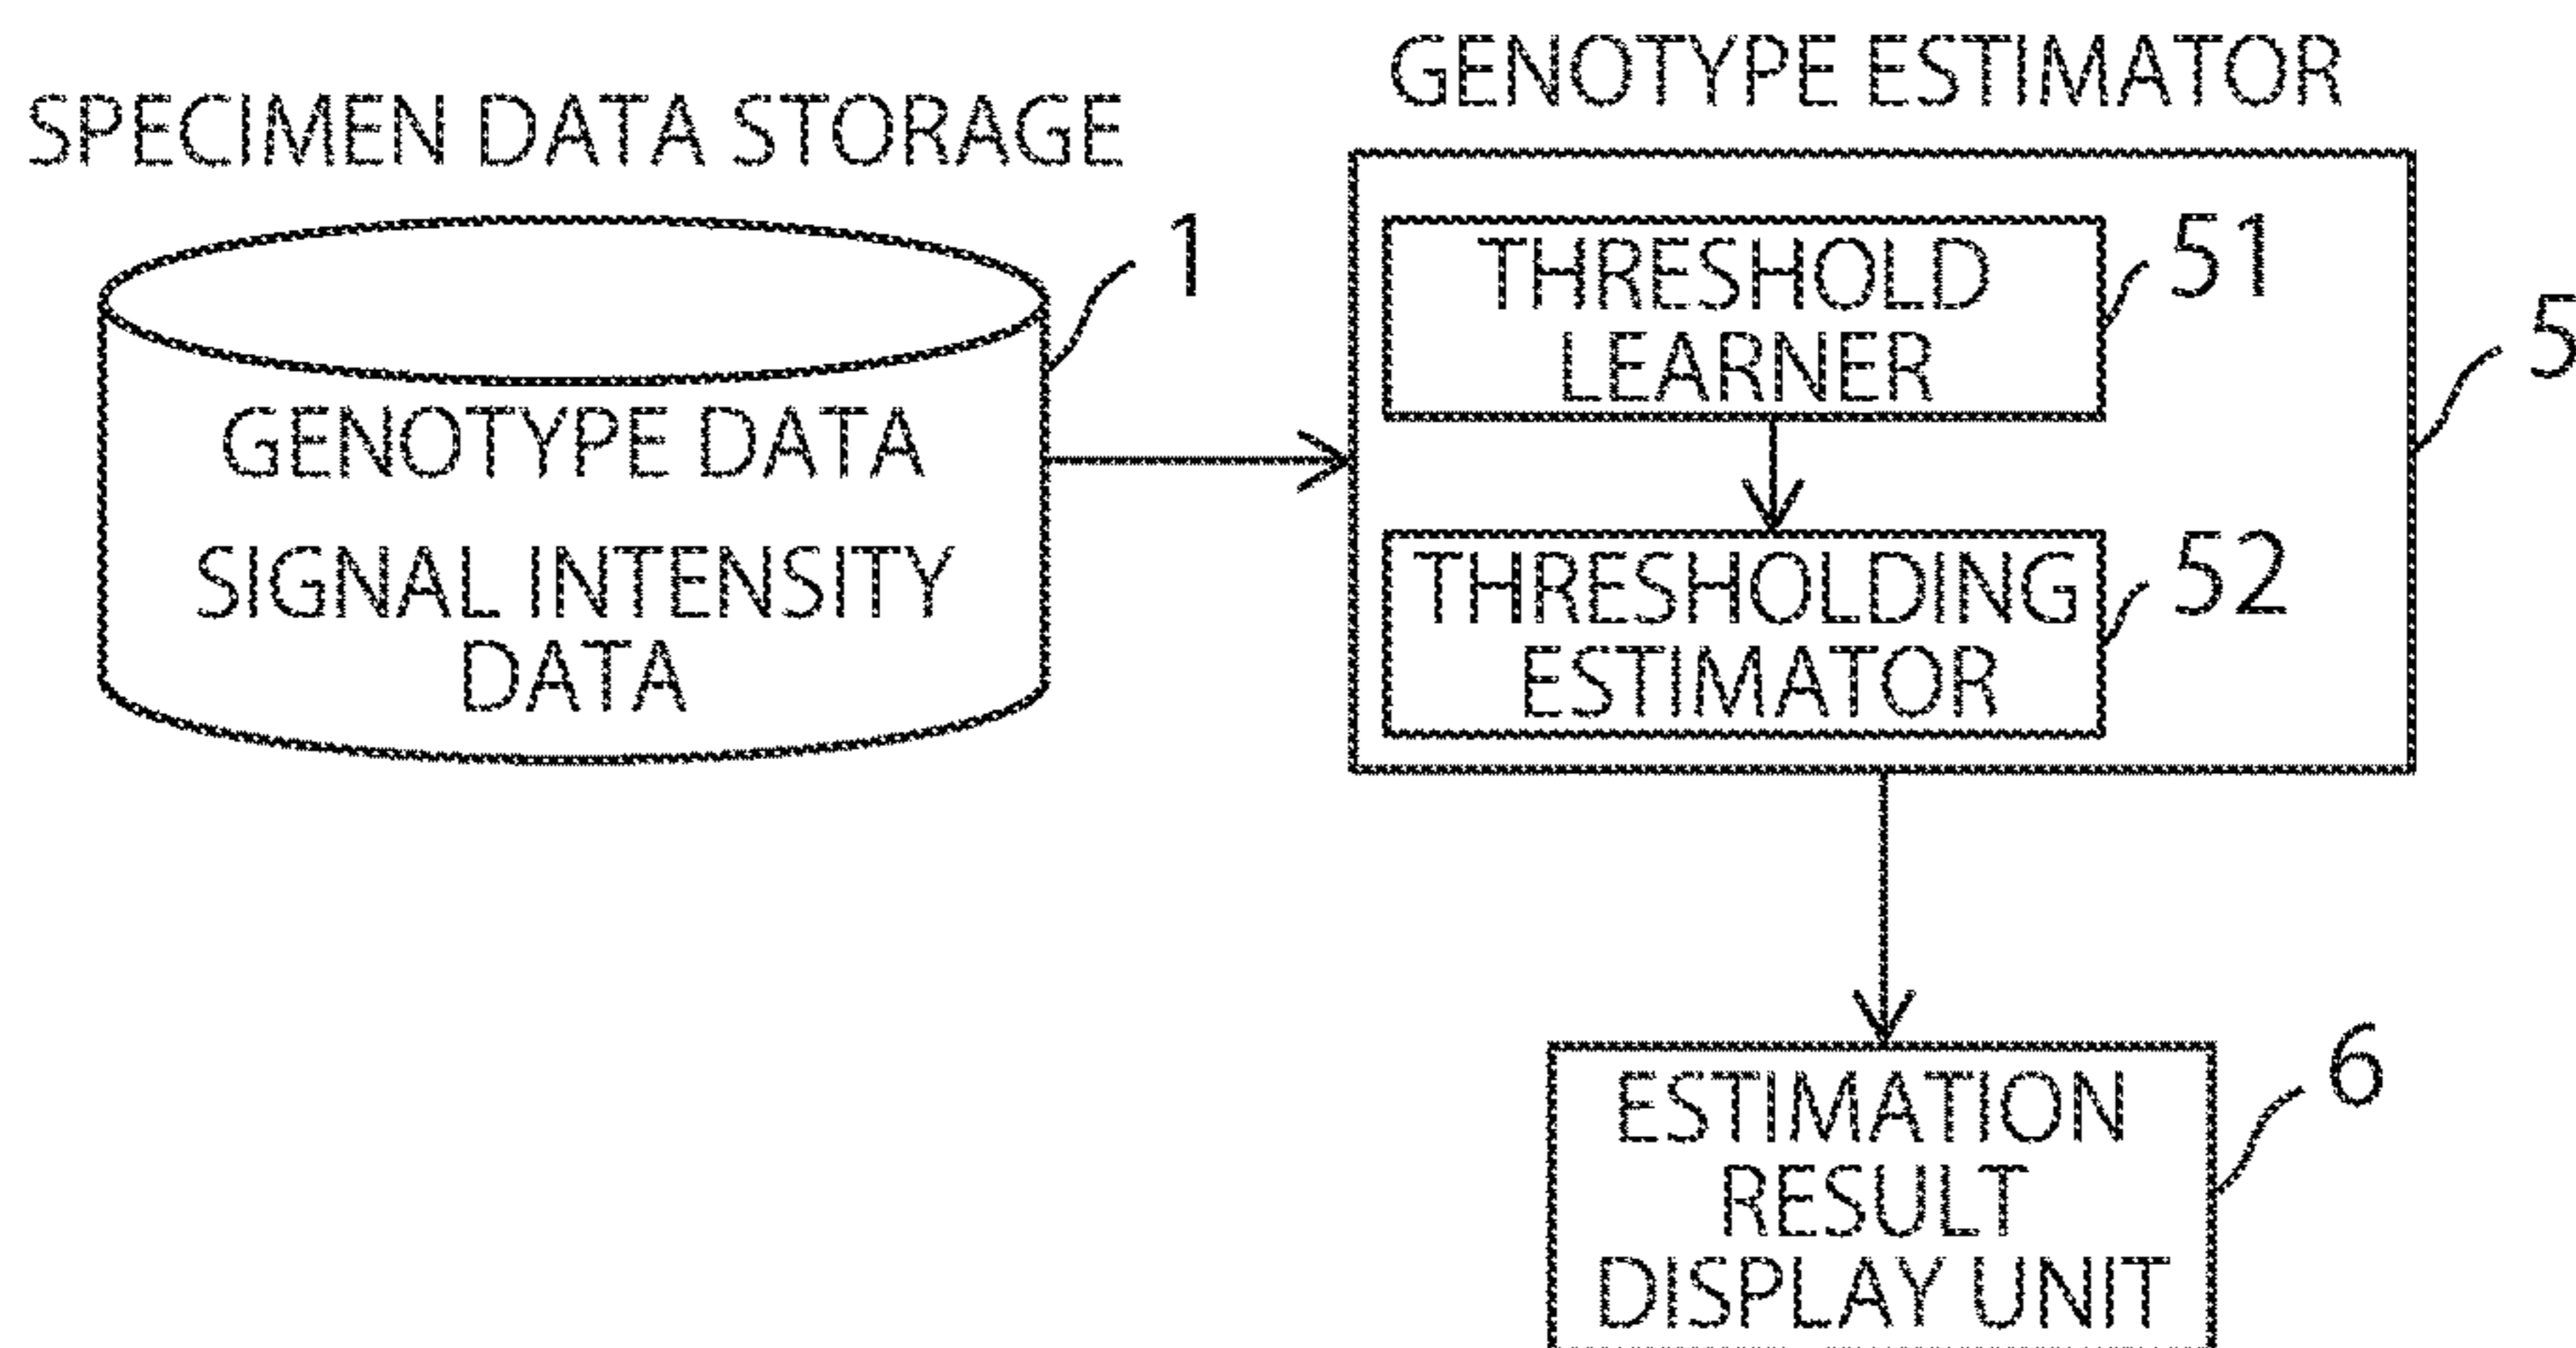 SPECIMEN DATA STORAGE
1
GENOTYPE DATA
SIGNAL INTENSITY
DATA
GENOTYPE ESTIMATOR
THRESHOLD
LEARNER
51
5
THRESHOLDING
ESTIMATOR
52
ESTIMATION
RESULT
DISPLAY UNIT
6